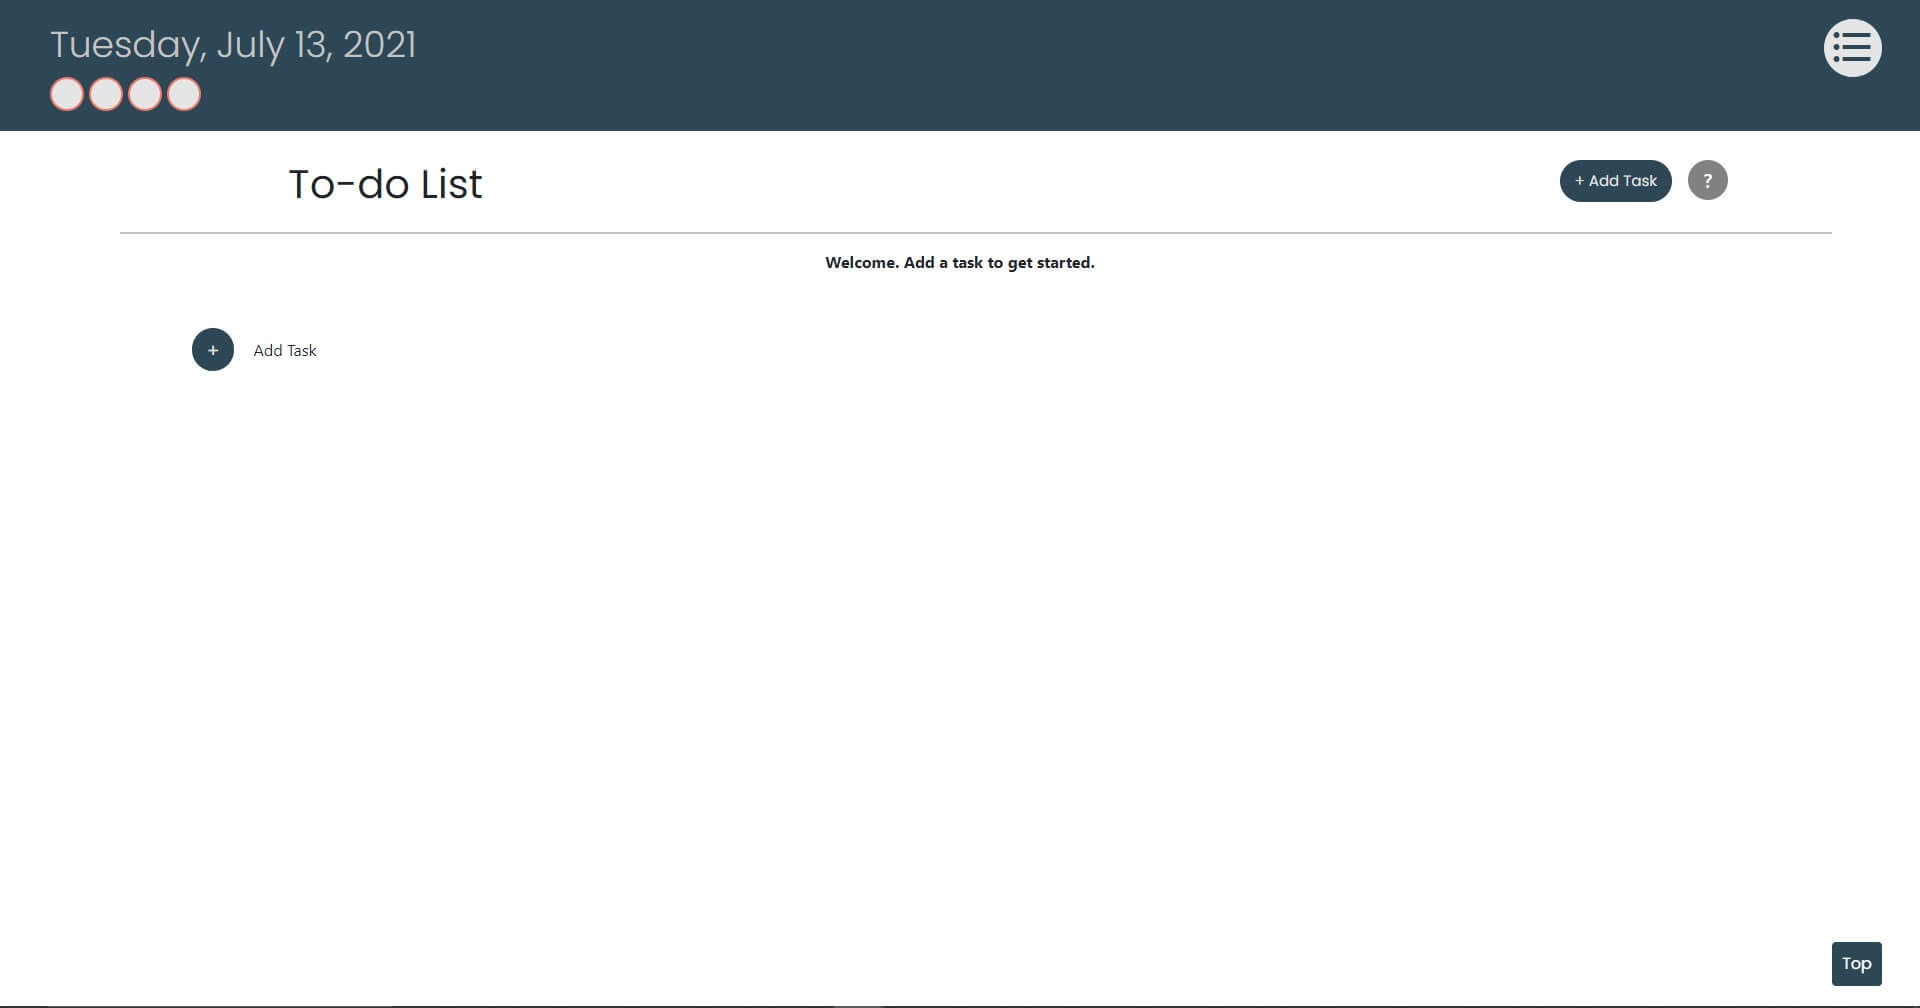 Tuesday, July 13, 2021
To-do List
+ Add Task
?
Welcome. Add a task to get started.
+ Add Task
Top